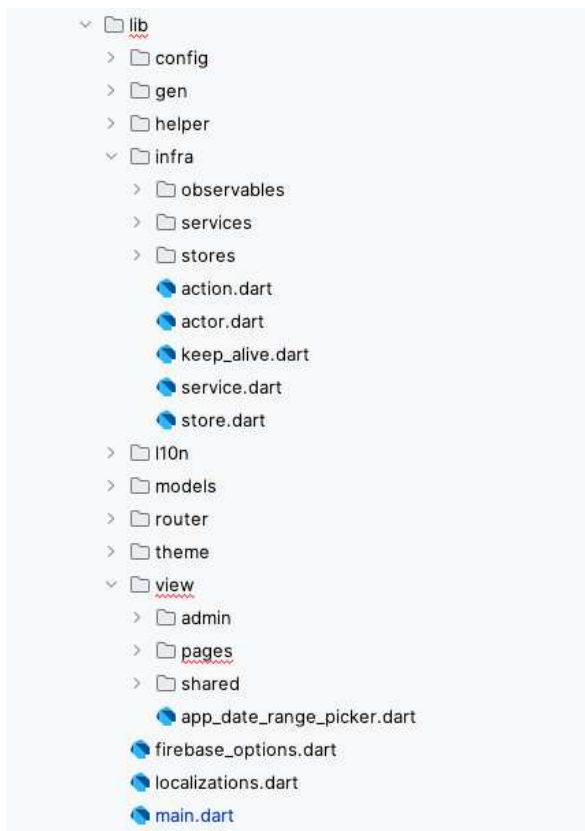 lib
config
gen
helper
infra
observables
services
stores
action.dart
actor.dart
keep_alive.dart
service.dart
store.dart
l10n
models
router
theme
view
admin
pages
shared
app_date_range_picker.dart
firebase_options.dart
localizations.dart
main.dart